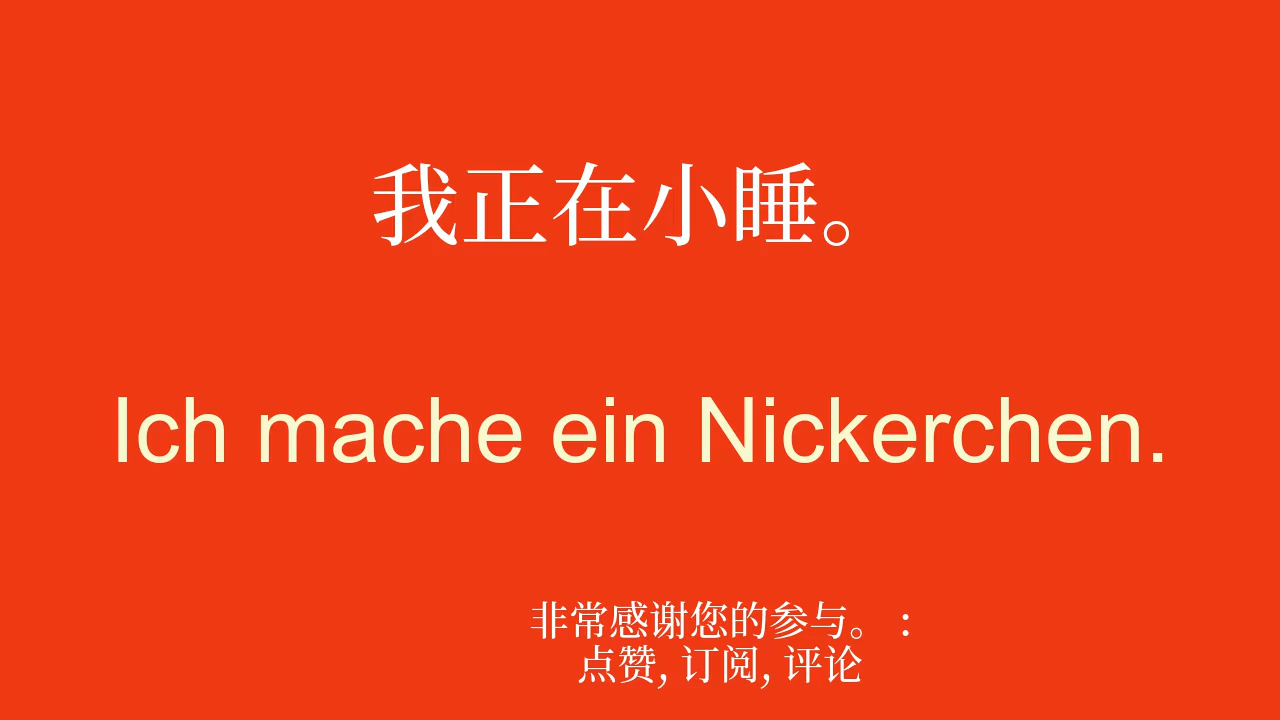 我正在小睡。
Ich mache ein Nickerchen.
非常感谢您的参与。 :
点赞, 订阅, 评论